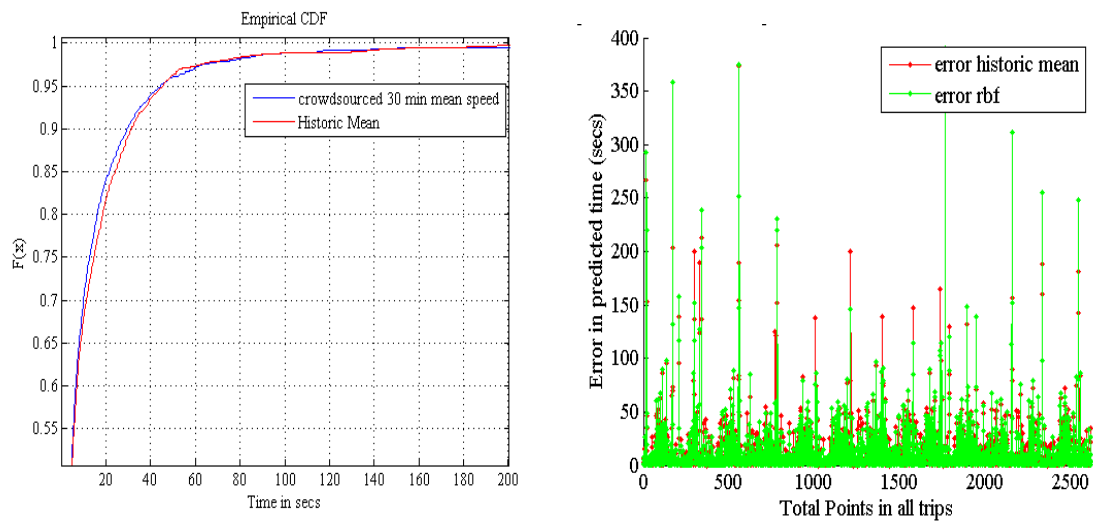 Empirical CDF
1
0.95
0.9
0.85
0.8
0.75
0.7
0.65
0.6
0.55
F(x)
crowdsourced 30 min mean speed
Historic Mean
20 40 60 80 100 120 140 160 180 200
Time in secs
400
350
300
250
200
150
100
50
0
Error in predicted time (secs)
error historic mean
error rbf
0 500 1000 1500 2000 2500
Total Points in all trips